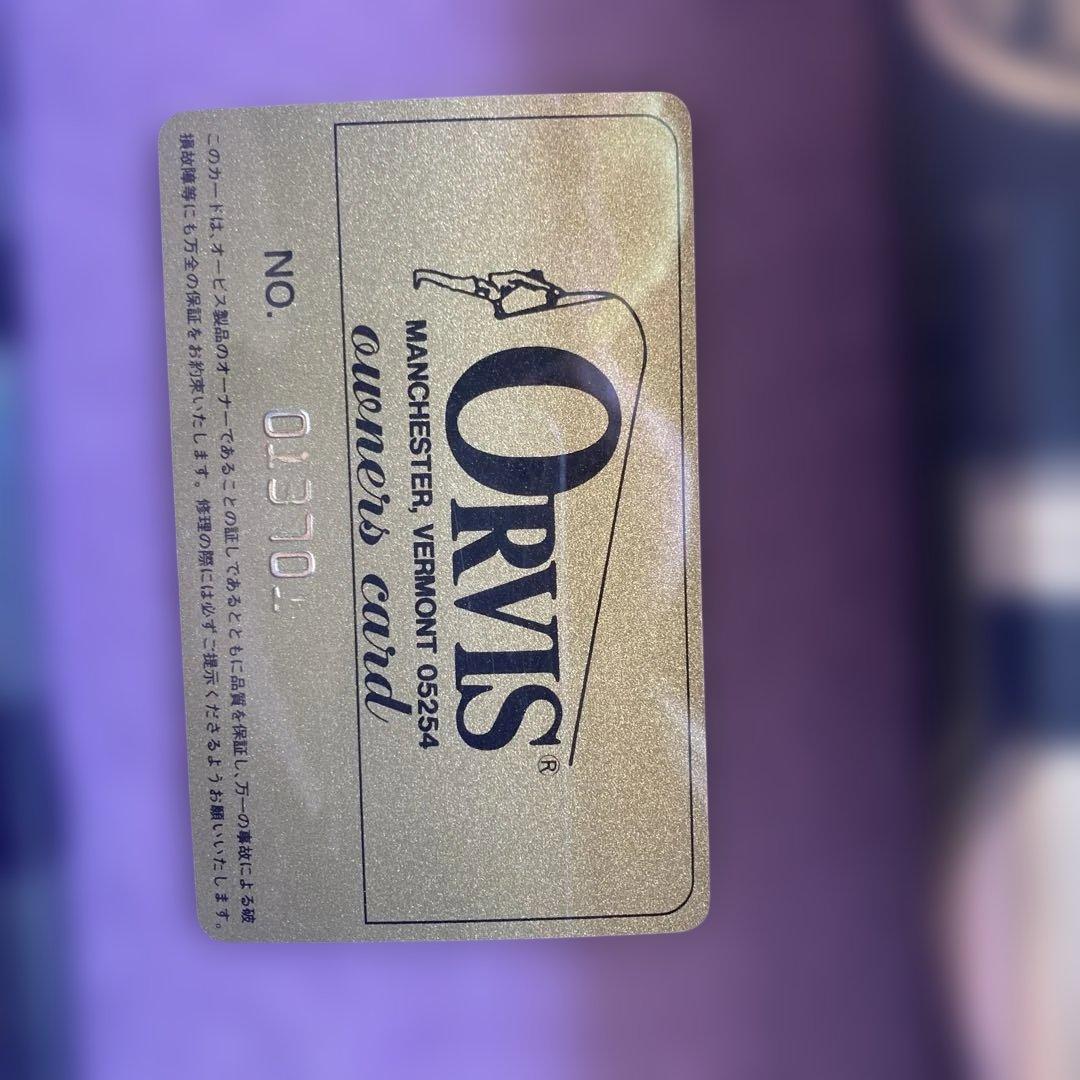 ORVIS®
MANCHESTER, VERMONT 05254
owners card
NO.
このカードは、オービス製品のオーナーであることの証しであるとともに品質を保証し、万一の事故による破
損故障等にも万全の保証をお約束いたします。修理の際には必ずご提示くださるようお願いいたします。